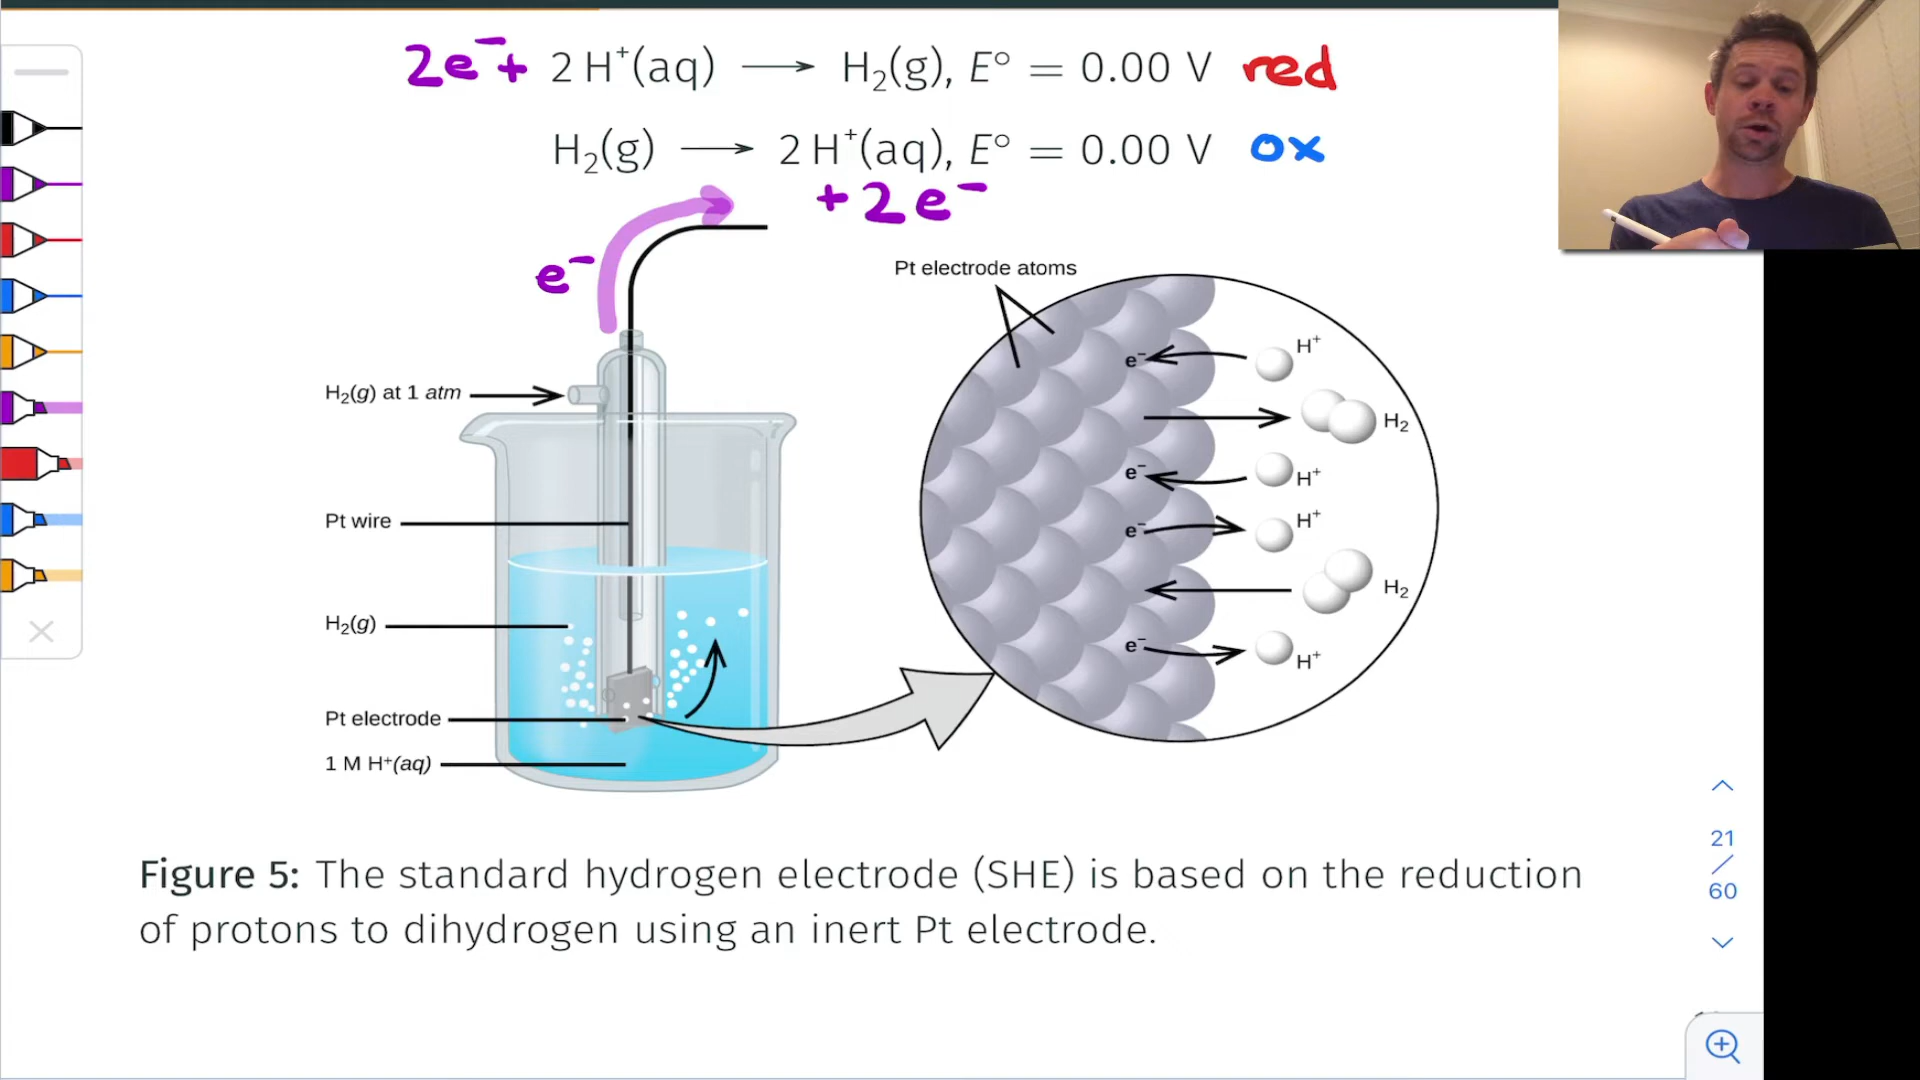 2e⁻ + 2 H⁺(aq) ⟶ H₂(g), E° = 0.00 V red
H₂(g) ⟶ 2 H⁺(aq), E° = 0.00 V ox
+2e⁻
e⁻
Pt electrode atoms
H₂(g) at 1 atm
Pt wire
H₂(g)
Pt electrode
1 M H⁺(aq)
e⁻ H⁺
H₂
e⁻ H⁺
e⁻ H⁺
H₂
e⁻ H⁺
21
/
60
Figure 5: The standard hydrogen electrode (SHE) is based on the reduction
of protons to dihydrogen using an inert Pt electrode.